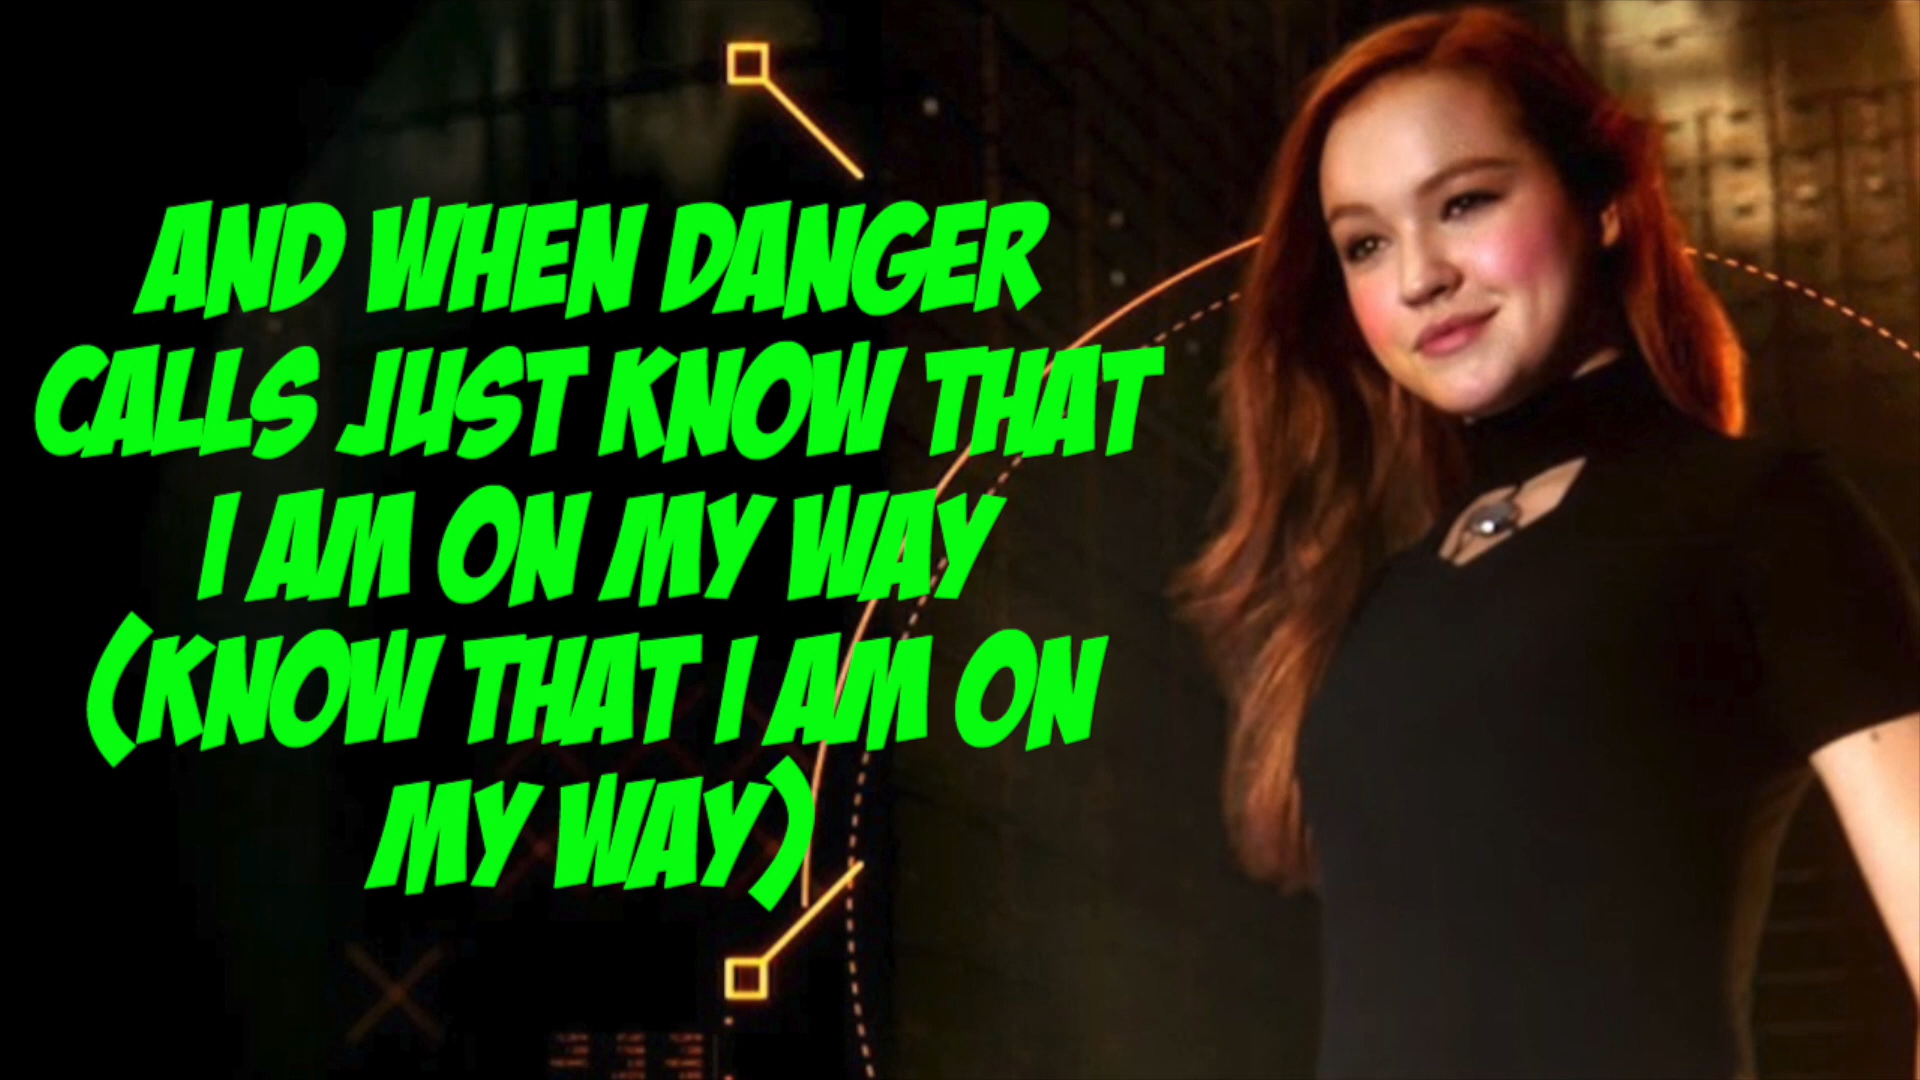 AND WHEN DANGER
CALLS JUST KNOW THAT
I AM ON MY WAY
(KNOW THAT I AM ON
MY WAY)